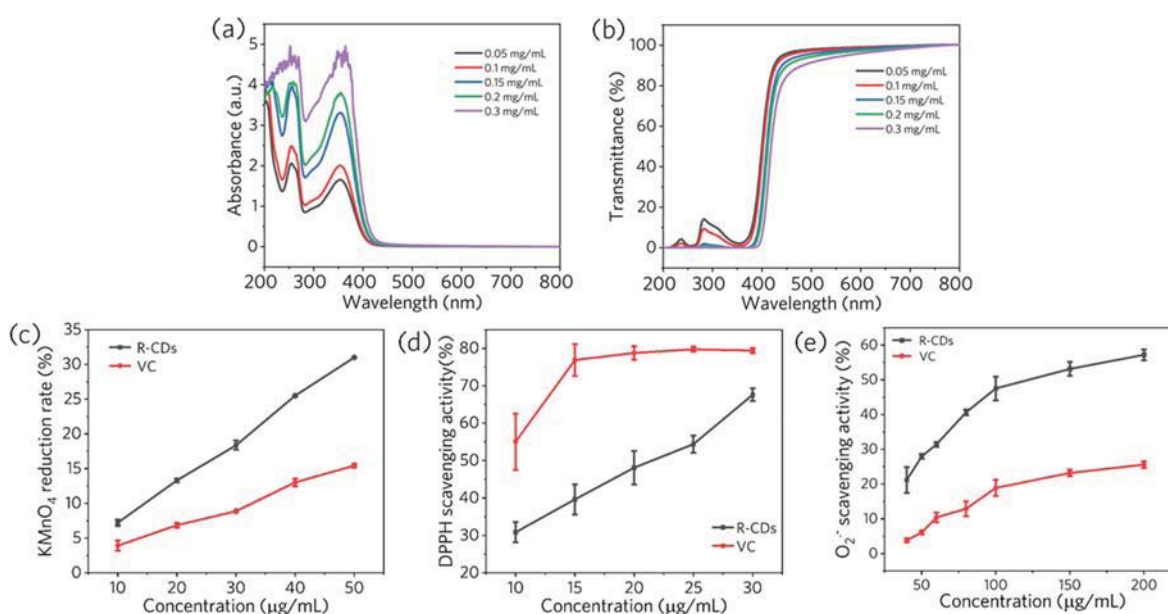 (a)
Absorbance (a.u.)
5
4
3
2
1
0
0.05 mg/mL
0.1 mg/mL
0.15 mg/mL
0.2 mg/mL
0.3 mg/mL
200 300 400 500 600 700 800
Wavelength (nm)
(b)
Transmittance (%)
100
80
60
40
20
0
0.05 mg/mL
0.1 mg/mL
0.15 mg/mL
0.2 mg/mL
0.3 mg/mL
200 300 400 500 600 700 800
Wavelength (nm)
(c)
KMnO4 reduction rate (%)
35
30
25
20
15
10
5
0
R-CDs
VC
10 20 30 40 50
Concentration (μg/mL)
(d)
DPPH scavenging activity(%)
80
70
60
50
40
30
20
R-CDs
VC
10 15 20 25 30
Concentration (μg/mL)
(e)
O2·- scavenging activity (%)
60
50
40
30
20
10
0
R-CDs
VC
50 100 150 200
Concentration (μg/mL)